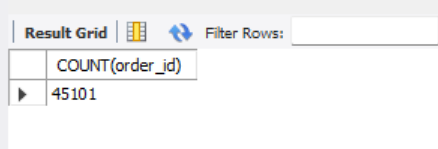 Result Grid Filter Rows:
COUNT(order_id)
45101